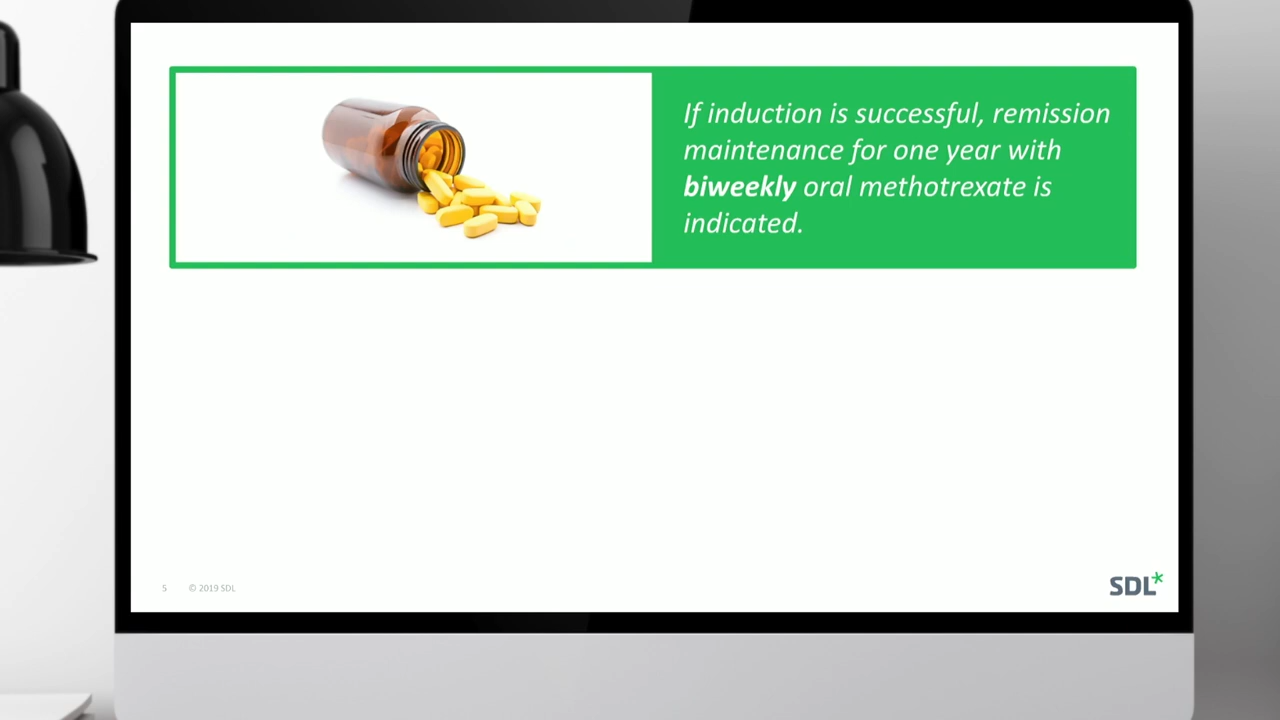 If induction is successful, remission
maintenance for one year with
biweekly oral methotrexate is
indicated.
5 © 2019 SDL
SDL*